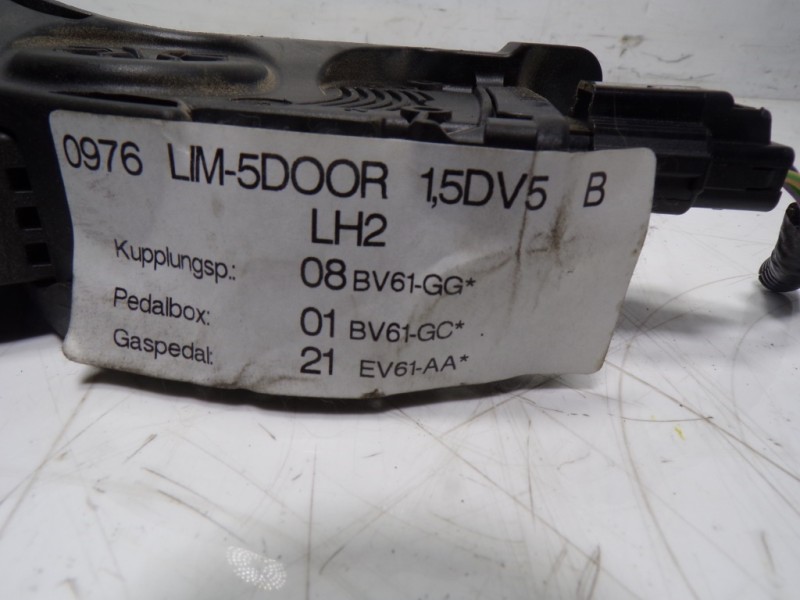 0976 LIM-5DOOR 1,5DV5 B
LH2
Kupplungsp.: 08 BV61-GG*
Pedalbox: 01 BV61-GC*
Gaspedal: 21 EV61-AA*